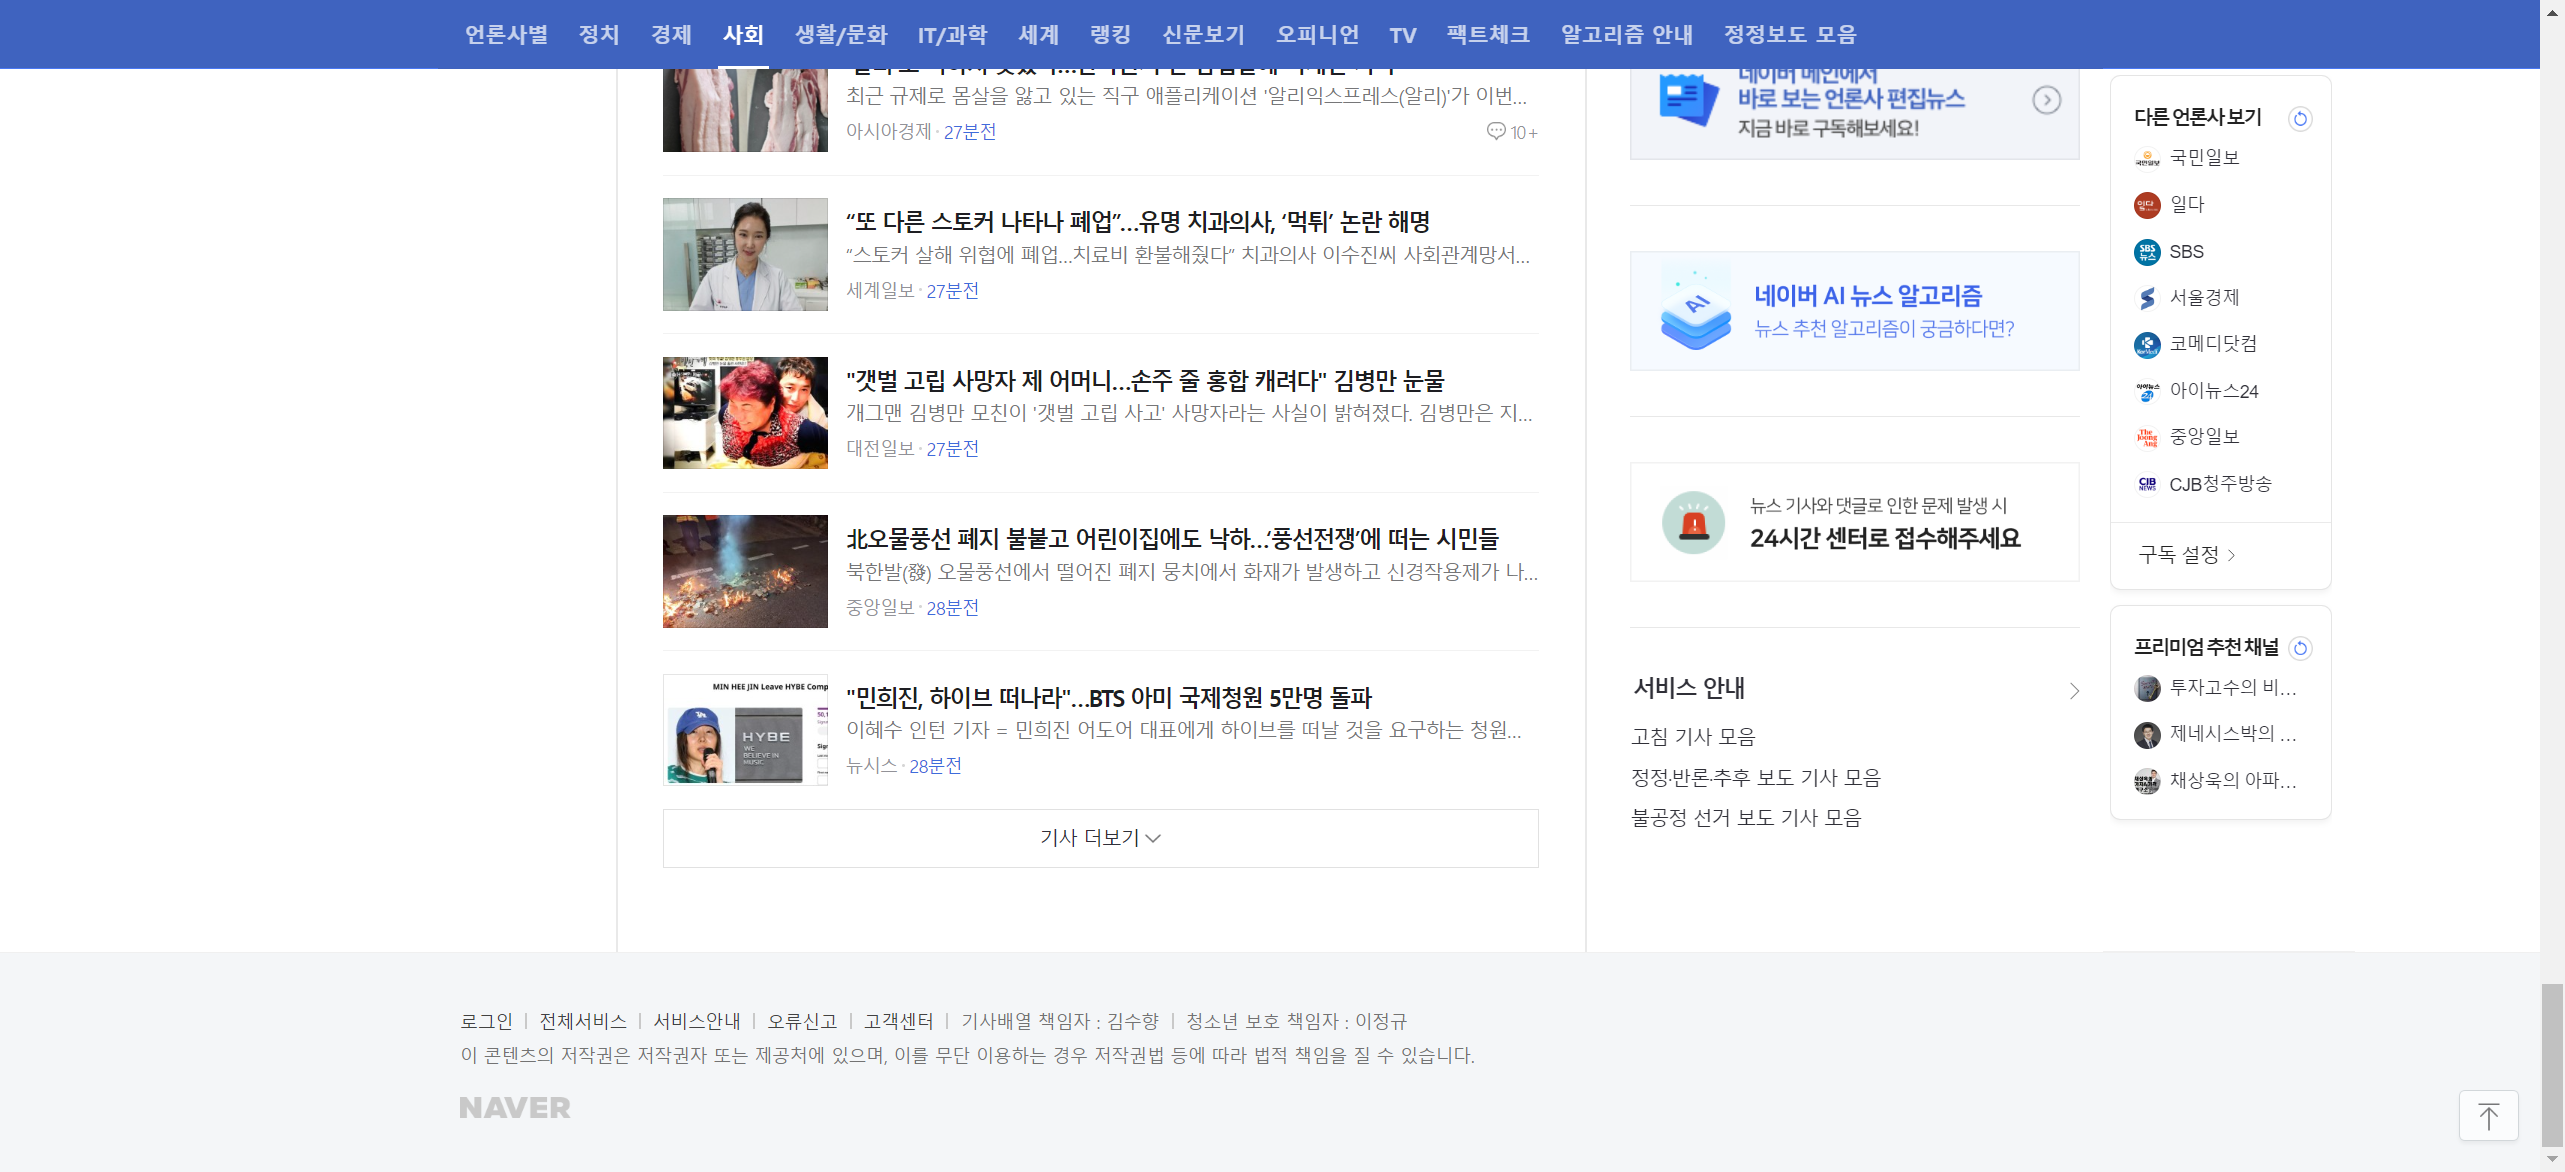 언론사별 정치 경제 사회 생활/문화 IT/과학 세계 랭킹 신문보기 오피니언 TV 팩트체크 알고리즘 안내 정정보도 모음
최근 규제로 몸살을 앓고 있는 직구 애플리케이션 '알리익스프레스(알리)'가 이번...
아시아경제 · 27분전
10+
“또 다른 스토커 나타나 폐업”…유명 치과의사, ‘먹튀’ 논란 해명
“스토커 살해 위협에 폐업…치료비 환불해줬다” 치과의사 이수진씨 사회관계망서...
세계일보 · 27분전
"갯벌 고립 사망자 제 어머니…손주 줄 홍합 캐려다" 김병만 눈물
개그맨 김병만 모친이 '갯벌 고립 사고' 사망자라는 사실이 밝혀졌다. 김병만은 지...
대전일보 · 27분전
北오물풍선 폐지 불붙고 어린이집에도 낙하…‘풍선전쟁’에 떠는 시민들
북한발(發) 오물풍선에서 떨어진 폐지 뭉치에서 화재가 발생하고 신경작용제가 나...
중앙일보 · 28분전
MIN HEE JIN Leave HYBE Comp
HYBE
WE
BELIEVE IN
MUSIC
"민희진, 하이브 떠나라"…BTS 아미 국제청원 5만명 돌파
이혜수 인턴 기자 = 민희진 어도어 대표에게 하이브를 떠날 것을 요구하는 청원...
뉴시스 · 28분전
기사 더보기
네이버 메인에서
바로 보는 언론사 편집뉴스
지금 바로 구독해보세요!
AI
네이버 AI 뉴스 알고리즘
뉴스 추천 알고리즘이 궁금하다면?
뉴스 기사와 댓글로 인한 문제 발생 시
24시간 센터로 접수해주세요
서비스 안내
고침 기사 모음
정정·반론·추후 보도 기사 모음
불공정 선거 보도 기사 모음
다른 언론사 보기
국민일보 국민일보
일다 일다
SBS 뉴스 SBS
서울경제
코메디닷컴
아이뉴스 24 아이뉴스24
The JoongAng 중앙일보
CJB NEWS CJB청주방송
구독 설정
프리미엄 추천 채널
투자고수의 비...
제네시스박의 ...
채상욱의 아파...
로그인 전체서비스 서비스안내 오류신고 고객센터 기사배열 책임자 : 김수향 청소년 보호 책임자 : 이정규
이 콘텐츠의 저작권은 저작권자 또는 제공처에 있으며, 이를 무단 이용하는 경우 저작권법 등에 따라 법적 책임을 질 수 있습니다.
NAVER